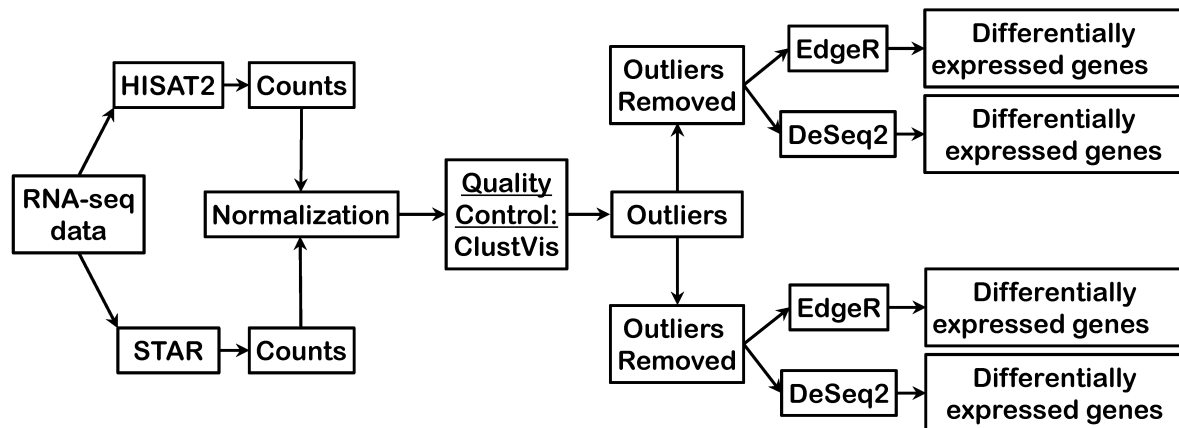 RNA-seq
data
HISAT2
Counts
STAR
Counts
Normalization
Quality
Control:
ClustVis
Outliers
Outliers
Removed
EdgeR
Differentially
expressed genes
DeSeq2
Differentially
expressed genes
Outliers
Removed
EdgeR
Differentially
expressed genes
DeSeq2
Differentially
expressed genes